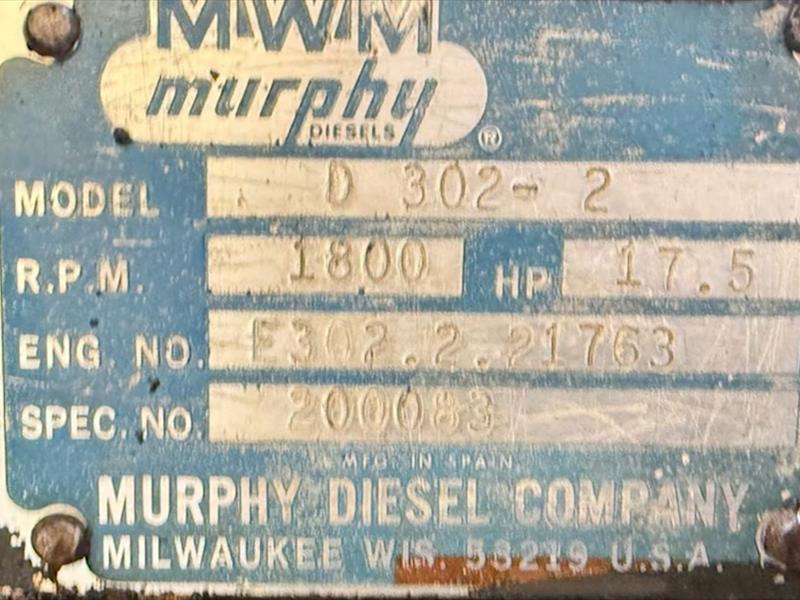 MWM
murphy
DIESELS ®
MODEL D 302- 2
R.P.M. 1800 HP 17.5
ENG NO. E302.2.21763
SPEC. NO. 200083
MFG. IN SPAIN
MURPHY DIESEL COMPANY
MILWAUKEE WIS. 53219 U.S.A.